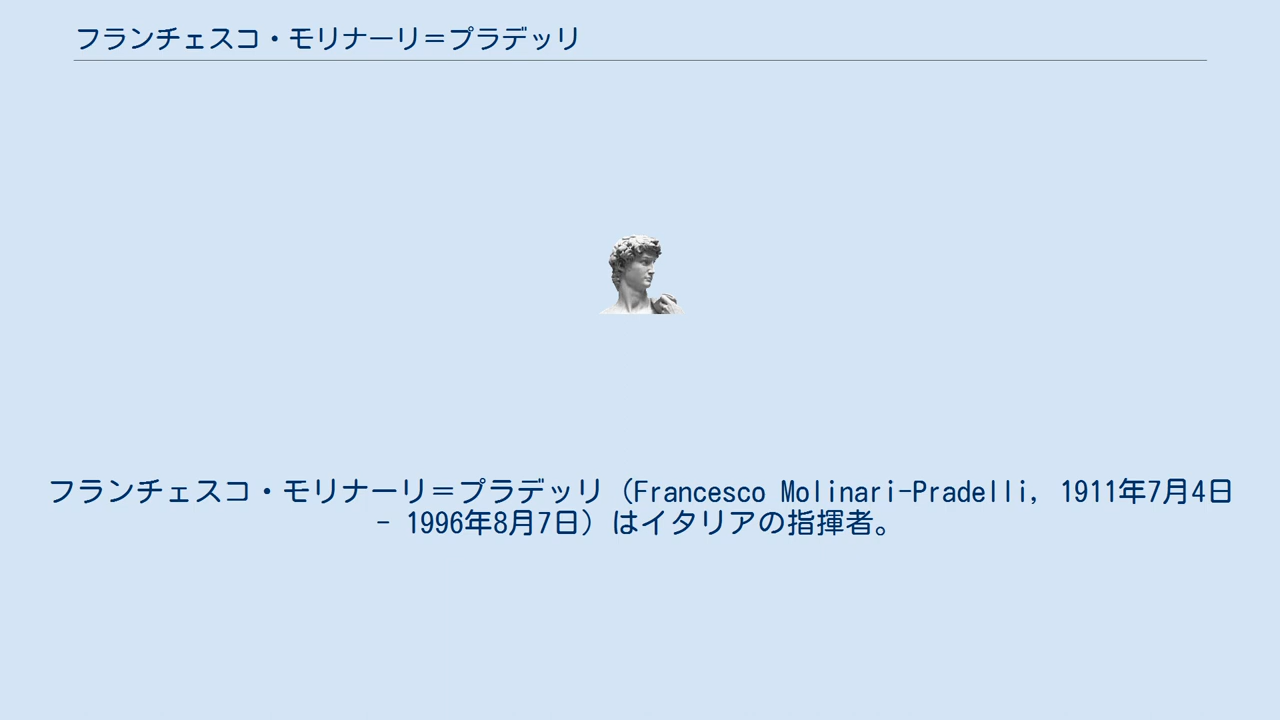 フランチェスコ・モリナーリ＝プラデッリ
フランチェスコ・モリナーリ＝プラデッリ（Francesco Molinari-Pradelli, 1911年7月4日
- 1996年8月7日）はイタリアの指揮者。